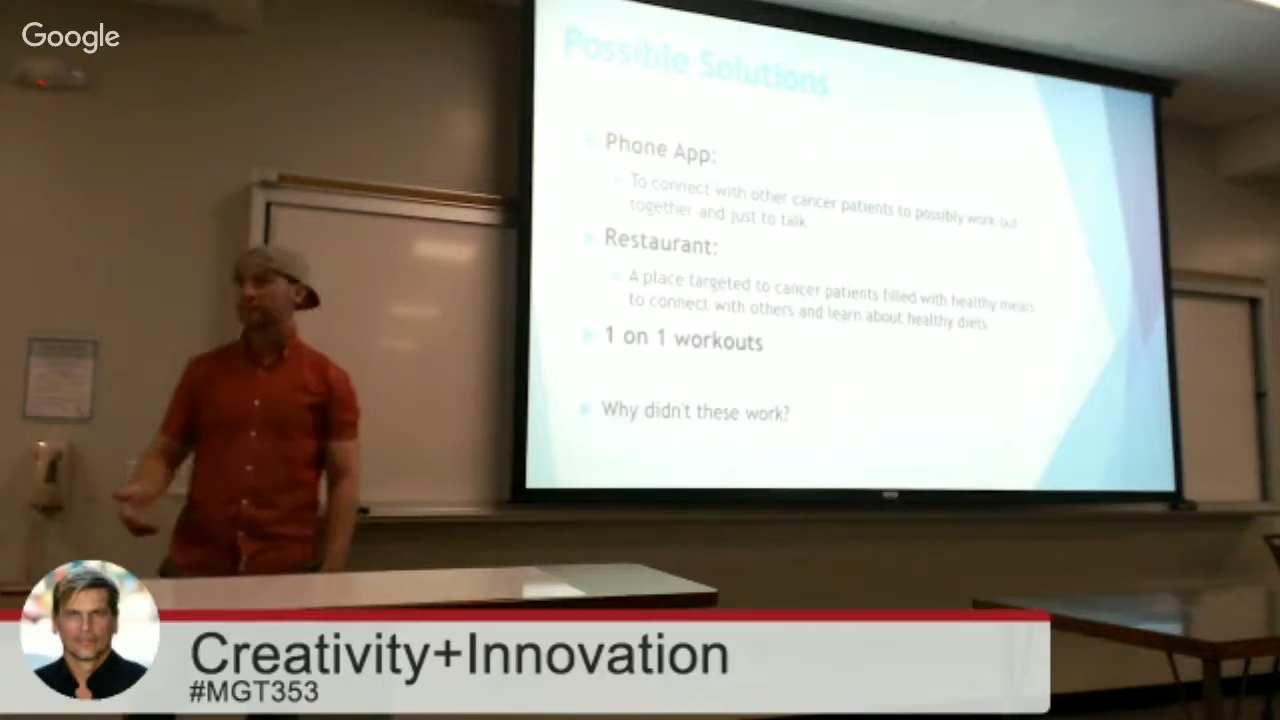 Google
Possible Solutions
Phone App:
To connect with other cancer patients to possibly work out
together and just to talk
Restaurant:
A place targeted to cancer patients filled with healthy meals
to connect with others and learn about healthy diets
1 on 1 workouts
Why didn't these work?
Creativity+Innovation
#MGT353